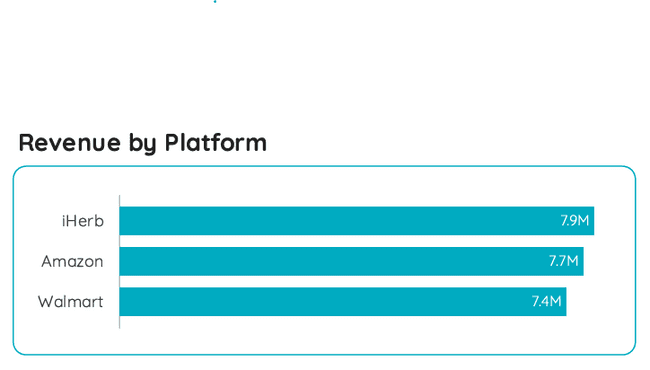 Revenue by Platform
iHerb 7.9M
Amazon 7.7M
Walmart 7.4M